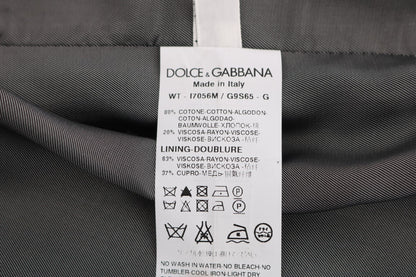 DOLCE & GABBANA
Made in Italy
WT - I7056M / G9S65 - G
COTONE-COTTON-ALGODON
COTON-ALGODAO-
BAUMWOLLE-ХЛОПОК-
VISCOSA-RAYON-VISCOSE-
VISKOSE-ВИСКОЗА-
LINING-DOUBLURE
63% VISCOSA-RAYON-VISCOSE-
VISKOSE-ВИСКОЗА-
37% CUPRO-МЕДЬ-
NO WASH IN WATER-NO BLEACH-NO
TUMBLER-COOL IRON-LIGHT DRY